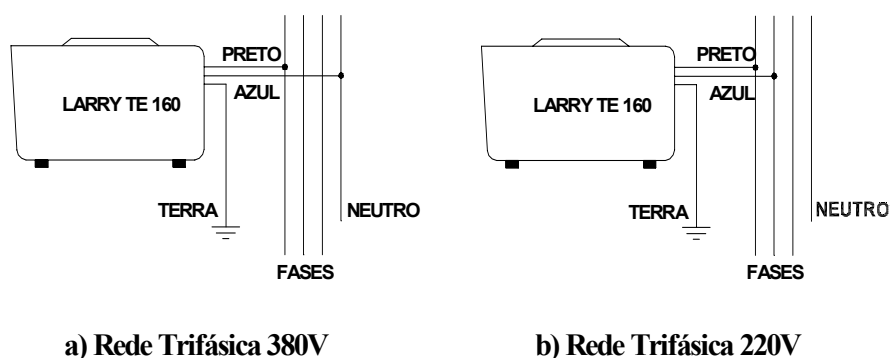 PRETO
AZUL
LARRY TE 160
TERRA
NEUTRO
FASES
a) Rede Trifásica 380V
PRETO
AZUL
LARRY TE 160
TERRA
NEUTRO
FASES
b) Rede Trifásica 220V